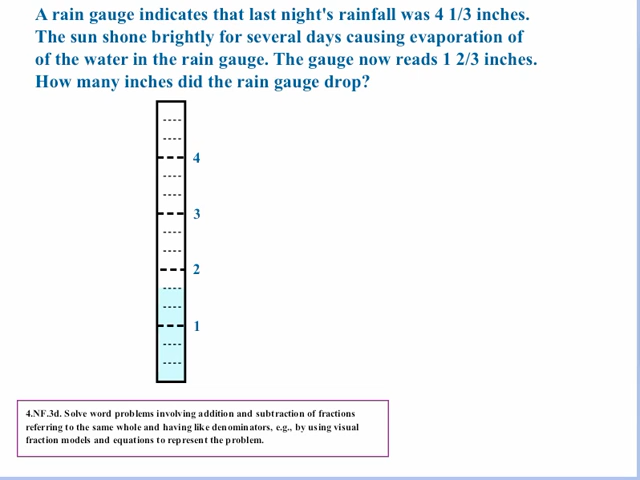 A rain gauge indicates that last night's rainfall was 4 1/3 inches.
The sun shone brightly for several days causing evaporation of
of the water in the rain gauge. The gauge now reads 1 2/3 inches.
How many inches did the rain gauge drop?
4
3
2
1
4.NF.3d. Solve word problems involving addition and subtraction of fractions
referring to the same whole and having like denominators, e.g., by using visual
fraction models and equations to represent the problem.